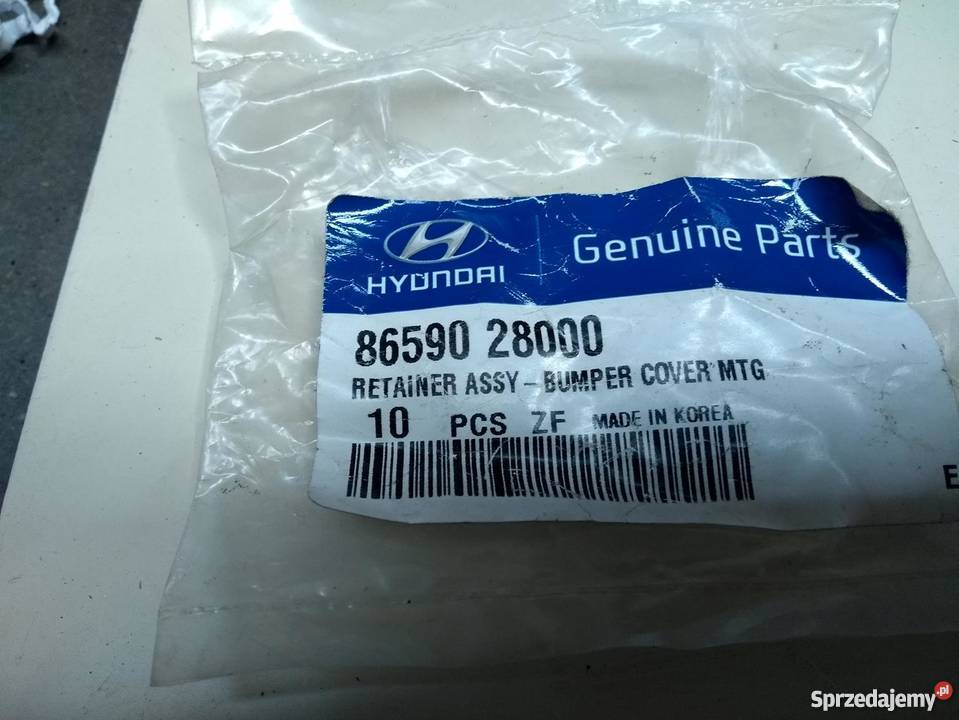 HYUNDAI
Genuine Parts
86590 28000
RETAINER ASSY - BUMPER COVER MTG
10 PCS ZF MADE IN KOREA
E
Sprzedajemy.pl